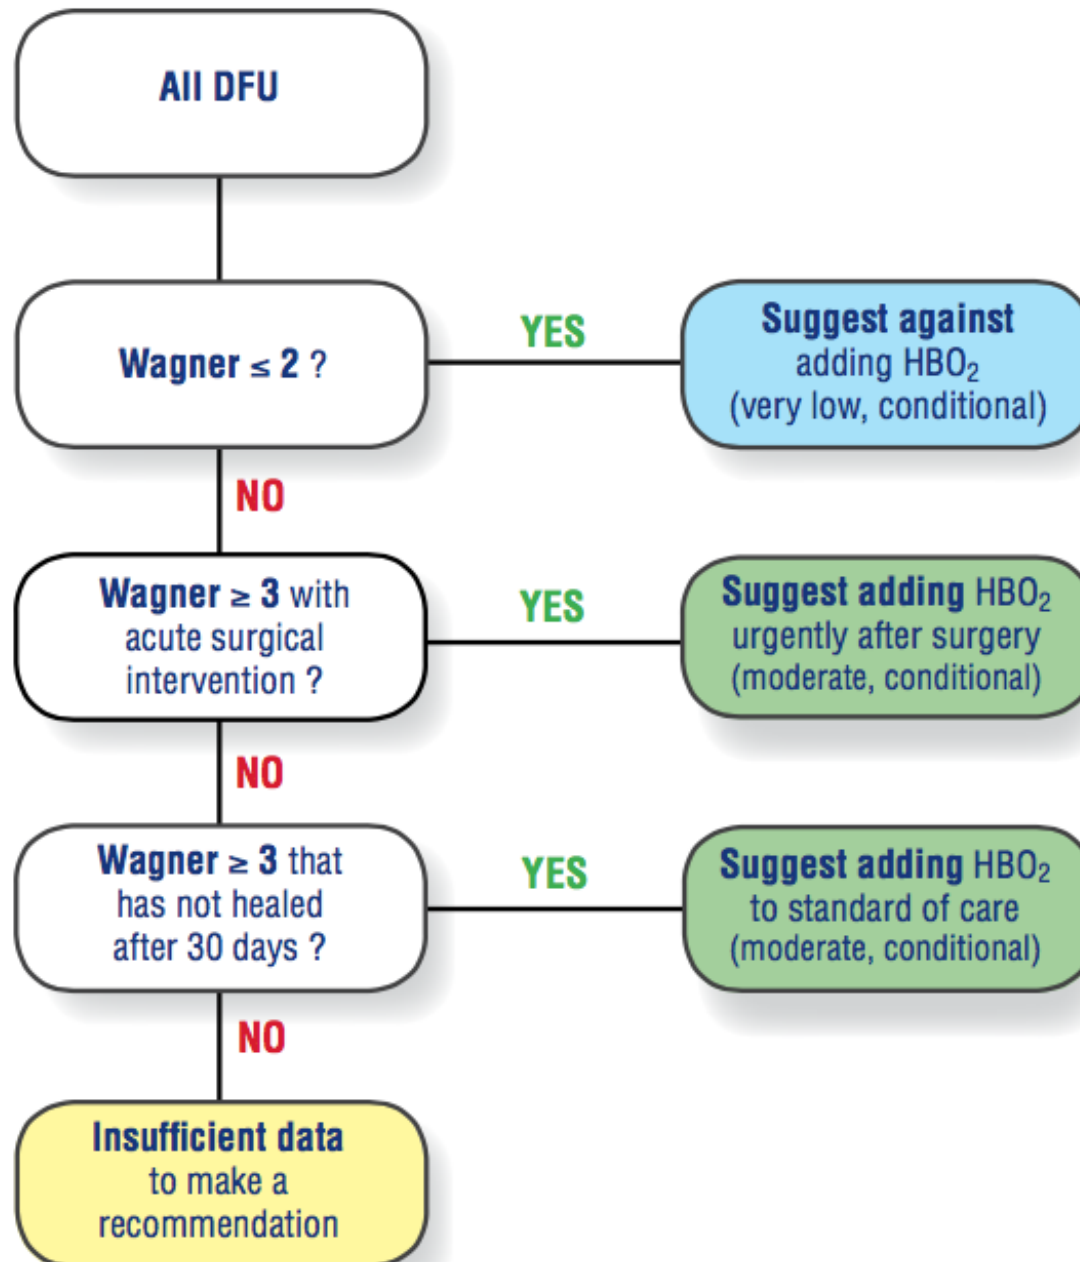 All DFU
Wagner ≤ 2 ?
YES
Suggest against
adding HBO₂
(very low, conditional)
NO
Wagner ≥ 3 with
acute surgical
intervention ?
YES
Suggest adding HBO₂
urgently after surgery
(moderate, conditional)
NO
Wagner ≥ 3 that
has not healed
after 30 days ?
YES
Suggest adding HBO₂
to standard of care
(moderate, conditional)
NO
Insufficient data
to make a
recommendation